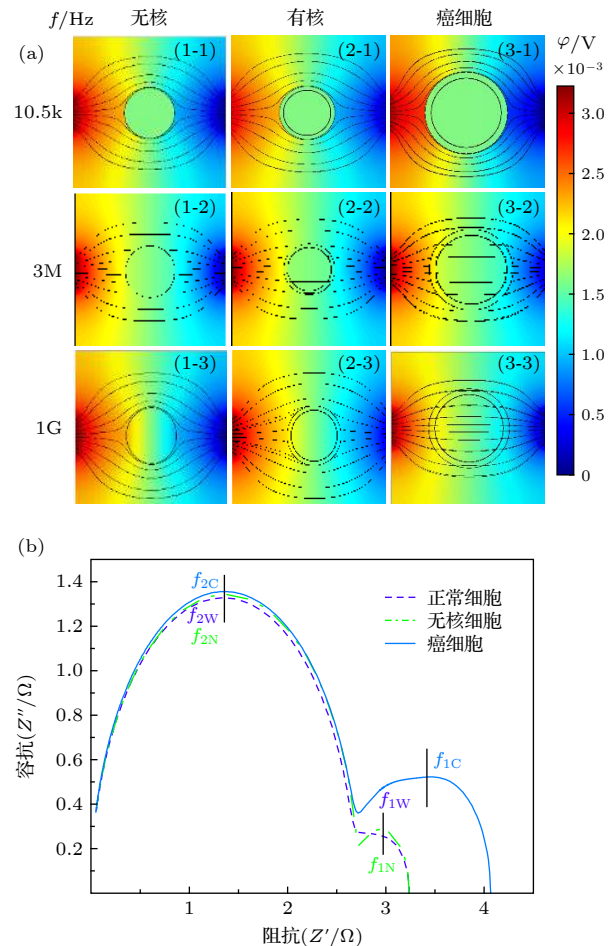 f/Hz 无核 有核 癌细胞
(a) (1-1) (2-1) (3-1) φ/V
×10⁻³
10.5k 3.0
2.5
(1-2) (2-2) (3-2)
3M 2.0
1.5
(1-3) (2-3) (3-3)
1.0
1G 0.5
0
(b)
1.4
f2C
正常细胞
1.2 f2W
无核细胞
f2N
癌细胞
1.0
容抗(Z″/Ω)
0.8
0.6
f1C
0.4 f1W
0.2 f1N
1 2 3 4
阻抗(Z′/Ω)